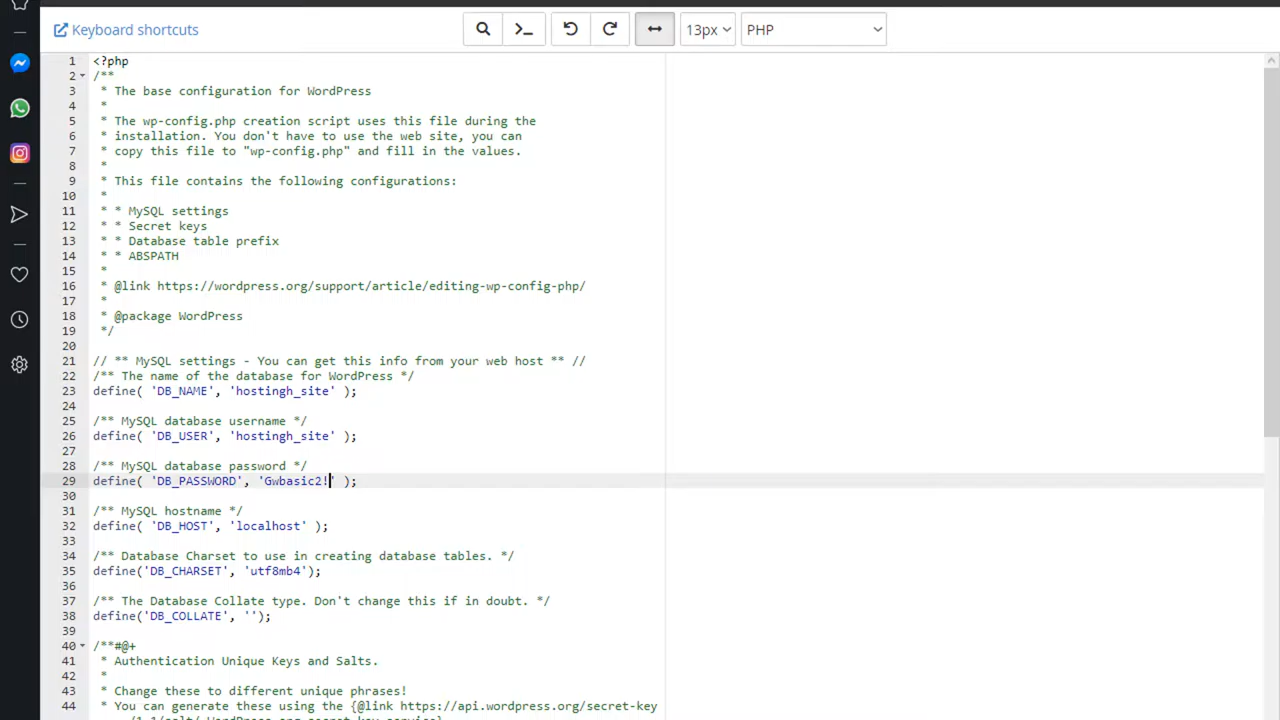 Keyboard shortcuts
13px
PHP
1 <?php
2 /**
3 * The base configuration for WordPress
4 *
5 * The wp-config.php creation script uses this file during the
6 * installation. You don't have to use the web site, you can
7 * copy this file to "wp-config.php" and fill in the values.
8 *
9 * This file contains the following configurations:
10 *
11 * * MySQL settings
12 * * Secret keys
13 * * Database table prefix
14 * * ABSPATH
15 *
16 * @link https://wordpress.org/support/article/editing-wp-config-php/
17 *
18 * @package WordPress
19 */
20
21 // ** MySQL settings - You can get this info from your web host ** //
22 /** The name of the database for WordPress */
23 define( 'DB_NAME', 'hostingh_site' );
24
25 /** MySQL database username */
26 define( 'DB_USER', 'hostingh_site' );
27
28 /** MySQL database password */
29 define( 'DB_PASSWORD', 'Gwbasic2!' );
30
31 /** MySQL hostname */
32 define( 'DB_HOST', 'localhost' );
33
34 /** Database Charset to use in creating database tables. */
35 define('DB_CHARSET', 'utf8mb4');
36
37 /** The Database Collate type. Don't change this if in doubt. */
38 define('DB_COLLATE', '');
39
40 /**#@+
41 * Authentication Unique Keys and Salts.
42 *
43 * Change these to different unique phrases!
44 * You can generate these using the {@link https://api.wordpress.org/secret-key
/1.1/salt/ WordPress.org secret-key service}